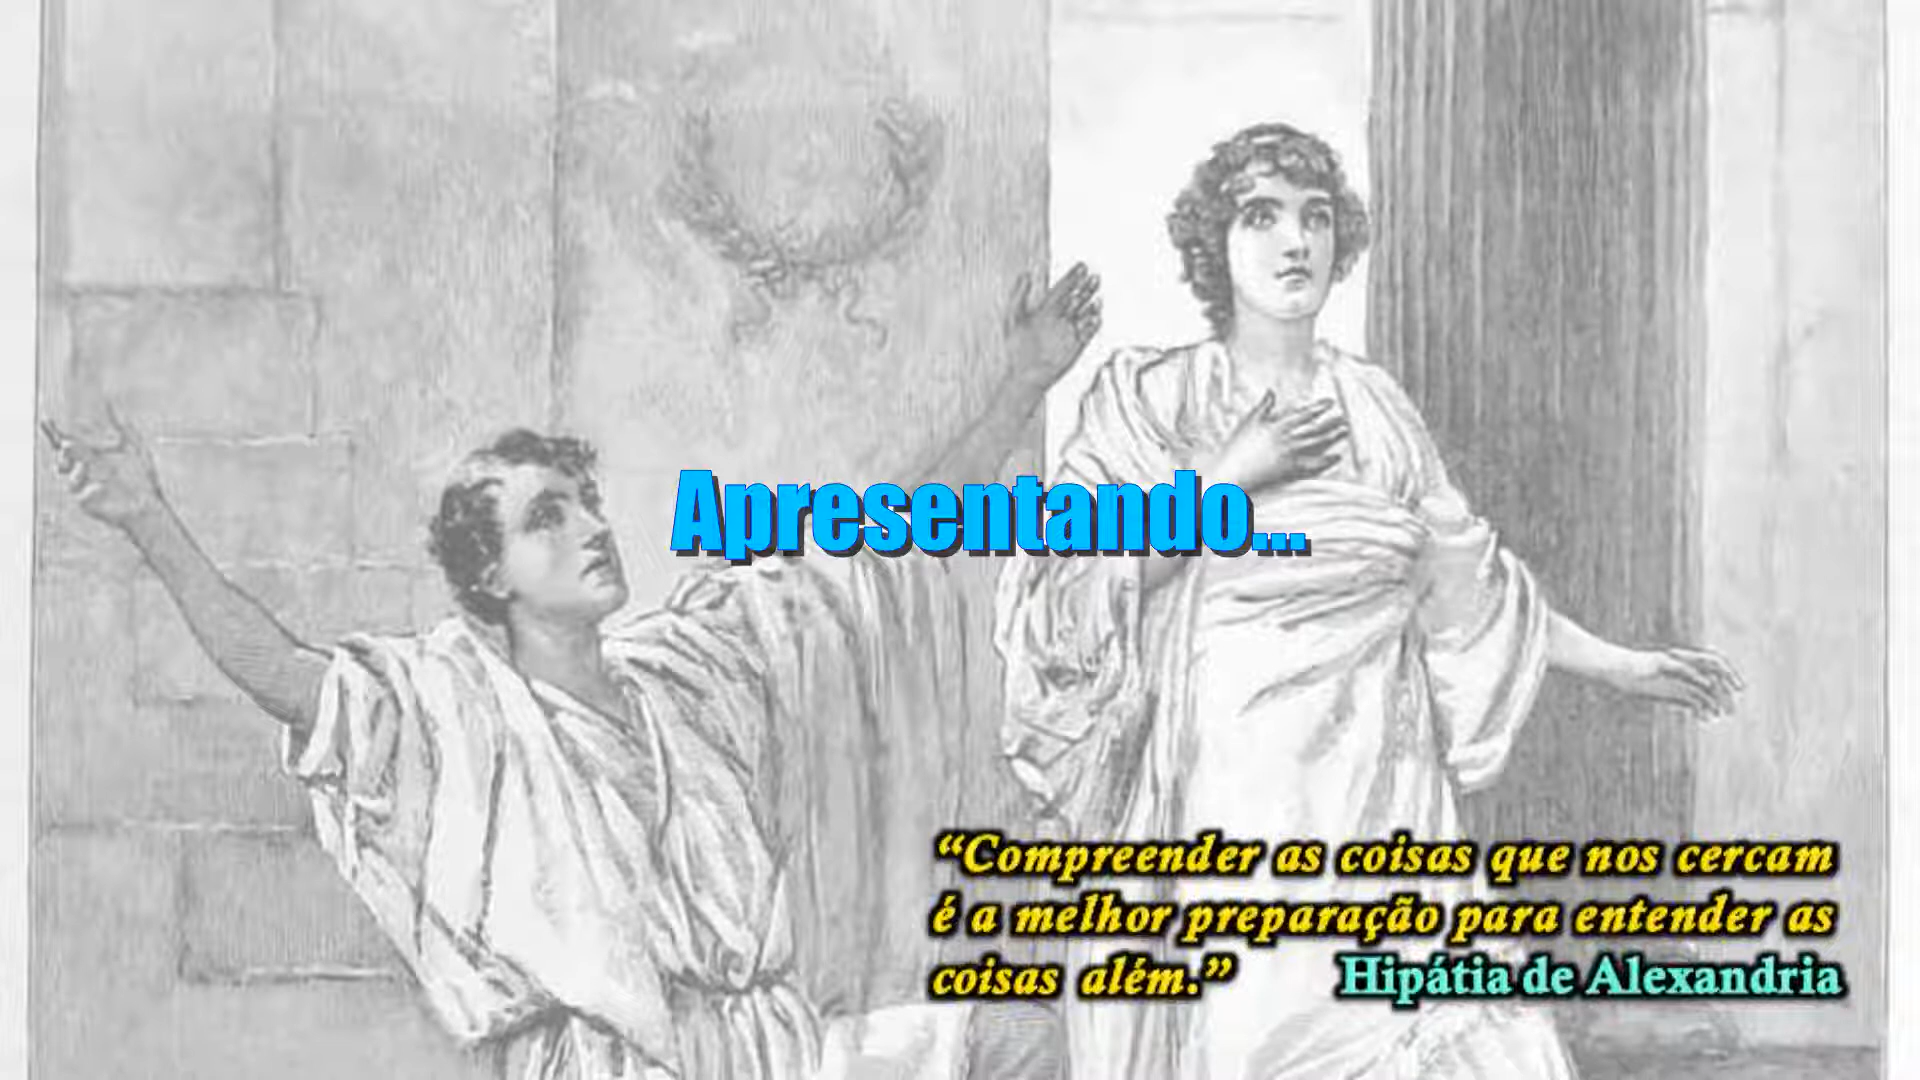 Apresentando...
“Compreender as coisas que nos cercam
é a melhor preparação para entender as
coisas além.” Hipátia de Alexandria